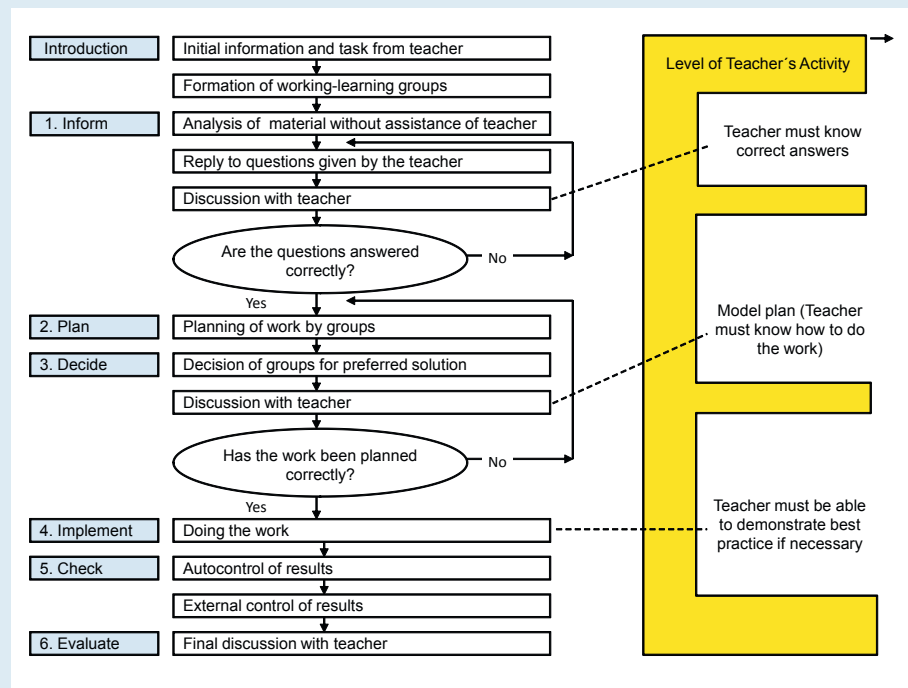 Introduction
Initial information and task from teacher
Formation of working-learning groups
1. Inform
Analysis of material without assistance of teacher
Reply to questions given by the teacher
Discussion with teacher
Are the questions answered
correctly?
No
Yes
2. Plan
Planning of work by groups
3. Decide
Decision of groups for preferred solution
Discussion with teacher
Has the work been planned
correctly?
No
Yes
4. Implement
Doing the work
5. Check
Autocontrol of results
External control of results
6. Evaluate
Final discussion with teacher
Level of Teacher´s Activity
Teacher must know
correct answers
Model plan (Teacher
must know how to do
the work)
Teacher must be able
to demonstrate best
practice if necessary